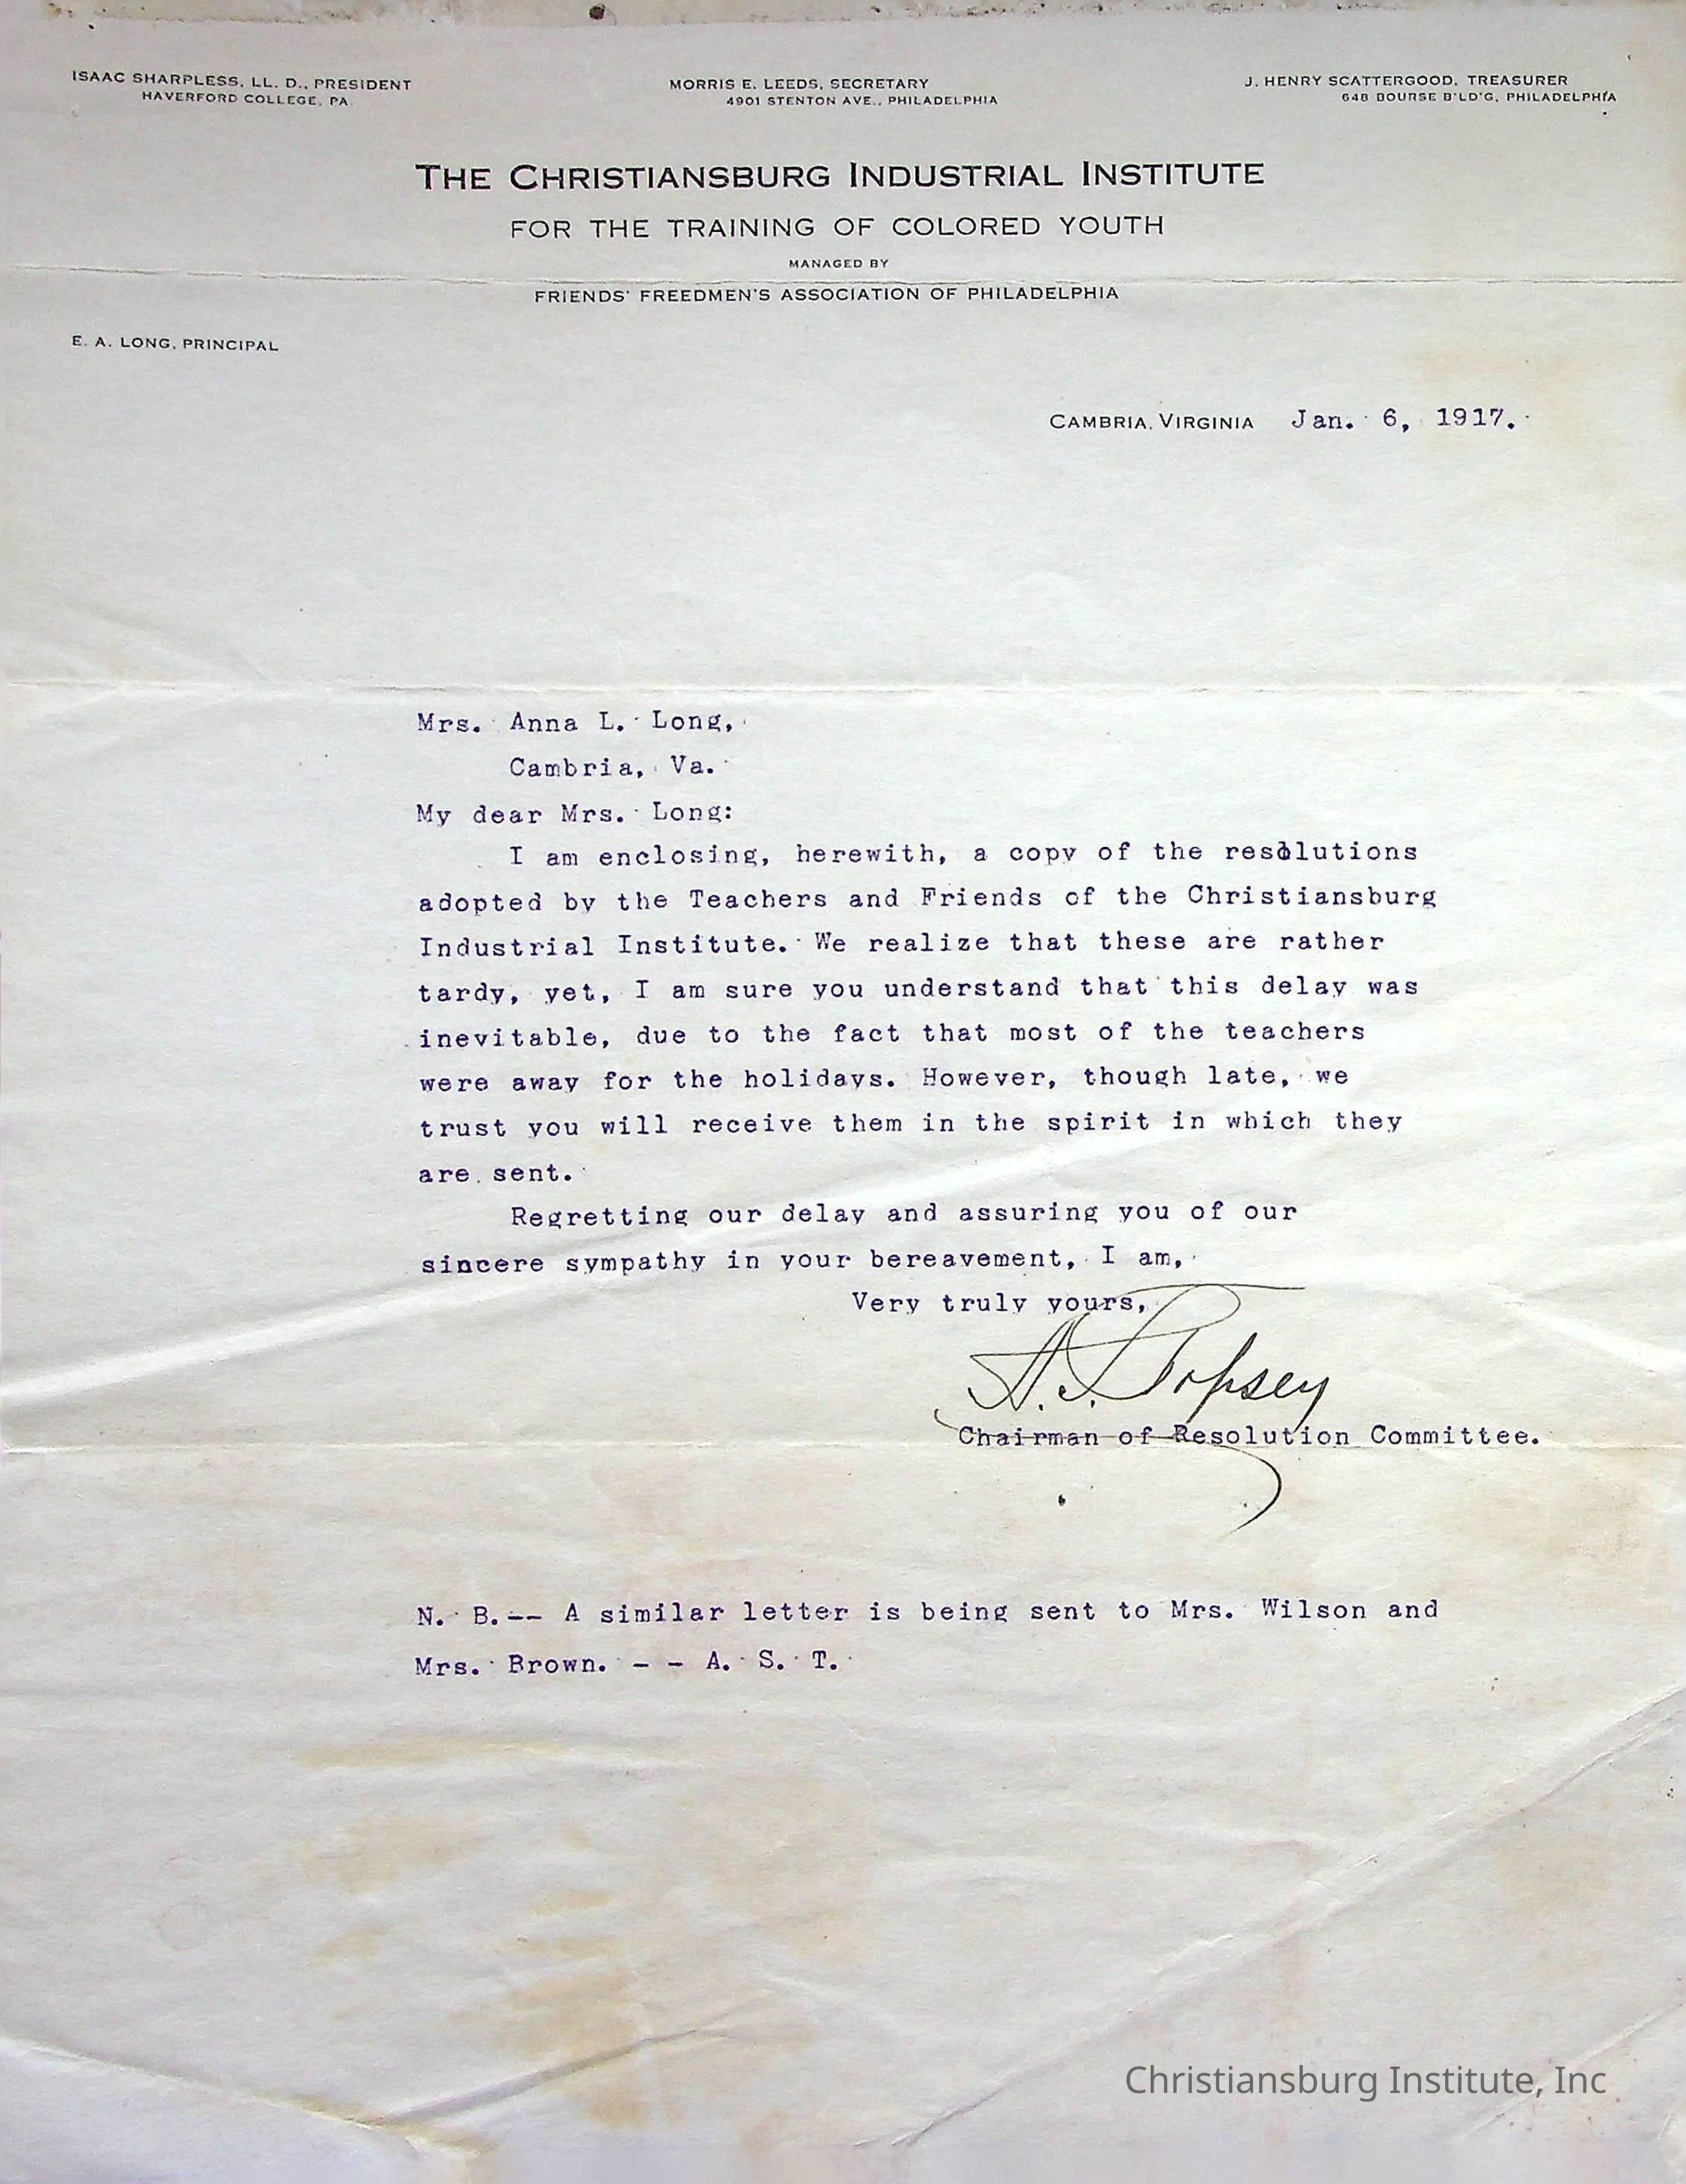 ISAAC SHARPLESS, LL. D., PRESIDENT
HAVERFORD COLLEGE, PA.
MORRIS E. LEEDS, SECRETARY
4901 STENTON AVE., PHILADELPHIA
J. HENRY SCATTERGOOD, TREASURER
648 BOURSE B'LD'G, PHILADELPHIA
THE CHRISTIANSBURG INDUSTRIAL INSTITUTE
FOR THE TRAINING OF COLORED YOUTH
MANAGED BY
FRIENDS' FREEDMEN'S ASSOCIATION OF PHILADELPHIA
E. A. LONG, PRINCIPAL
CAMBRIA, VIRGINIA Jan. 6, 1917.
Mrs. Anna L. Long,
Cambria, Va.
My dear Mrs. Long:
I am enclosing, herewith, a copy of the resolutions
adopted by the Teachers and Friends of the Christiansburg
Industrial Institute. We realize that these are rather
tardy, yet, I am sure you understand that this delay was
inevitable, due to the fact that most of the teachers
were away for the holidays. However, though late, we
trust you will receive them in the spirit in which they
are sent.
Regretting our delay and assuring you of our
sincere sympathy in your bereavement, I am,
Very truly yours,
A. S. Topsey
Chairman of Resolution Committee.
N. B.-- A similar letter is being sent to Mrs. Wilson and
Mrs. Brown. - - A. S. T.
Christiansburg Institute, Inc